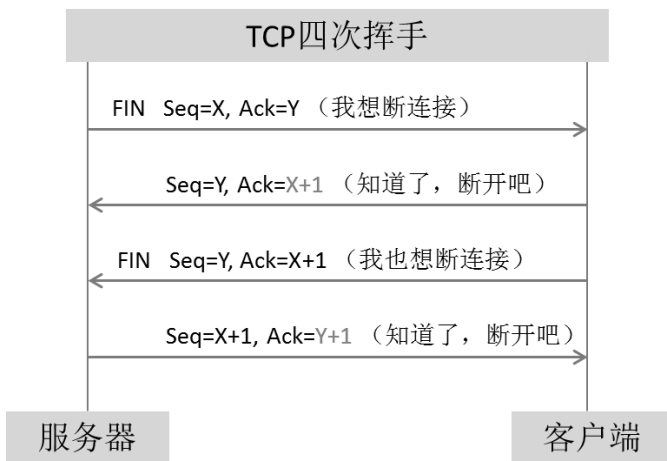 TCP四次挥手
FIN Seq=X, Ack=Y （我想断连接）
Seq=Y, Ack=X+1 （知道了，断开吧）
FIN Seq=Y, Ack=X+1 （我也想断连接）
Seq=X+1, Ack=Y+1 （知道了，断开吧）
服务器 客户端